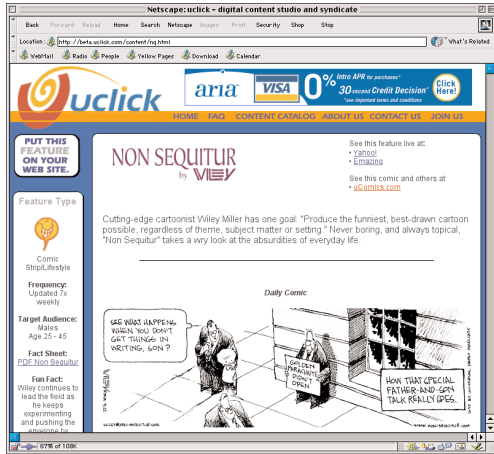 Netscape: uclick - digital content studio and syndicate
Back Forward Reload Home Search Netscape Images Print Security Shop Stop
Location: http://beta.uclick.com/content/nq.html What's Related
WebMail Radio People Yellow Pages Download Calendar
uclick
aria VISA 0% Intro APR for purchases*
30 second Credit Decision*
*see important terms and conditions
Click Here!
HOME FAQ CONTENT CATALOG ABOUT US CONTACT US JOIN US
PUT THIS
FEATURE
ON YOUR
WEB SITE.
NON SEQUITUR
by WILEY
See this feature live at:
• Yahoo!
• Emazing
See this comic and others at
• uComics.com
Feature Type
Comic
Strip/Lifestyle
Frequency:
Updated 7x
weekly
Target Audience:
Males
Age 25 - 45
Fact Sheet:
PDF Non Sequitur
Fun Fact:
Wiley continues to
lead the field as
he keeps
experimenting
and pushing the
envelope by
Cutting-edge cartoonist Wiley Miller has one goal: "Produce the funniest, best-drawn cartoon
possible, regardless of theme, subject matter or setting." Never boring, and always topical,
"Non Sequitur" takes a wry look at the absurdities of everyday life.
Daily Comic
SEE WHAT HAPPENS
WHEN YOU DON'T
GET THINGS IN
WRITING, SON?
GOLDEN
PARACHUTE
DIDN'T
OPEN
HOW THAT SPECIAL
FATHER-AND-SON
TALK REALLY GOES...
87% of 108K